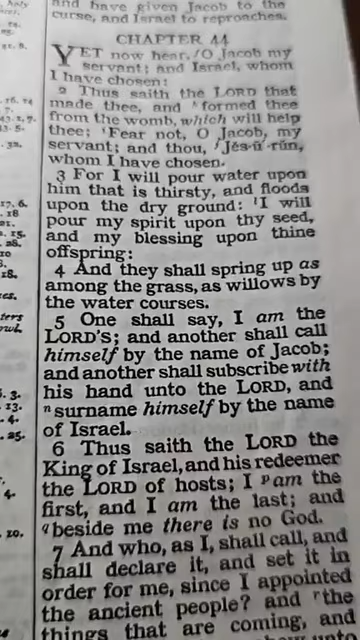 and have given Jacob to the
curse, and Israel to reproaches.
CHAPTER 44
YET now hear, O Jacob my
servant; and Israel, whom
I have chosen:
2 Thus saith the LORD that
made thee, and formed thee
from the womb, which will help
thee; Fear not, O Jacob, my
servant; and thou, Jĕs-ū-rŭn,
whom I have chosen.
3 For I will pour water upon
him that is thirsty, and floods
upon the dry ground: I will
pour my spirit upon thy seed,
and my blessing upon thine
offspring:
4 And they shall spring up as
among the grass, as willows by
the water courses.
5 One shall say, I am the
LORD's; and another shall call
himself by the name of Jacob;
and another shall subscribe with
his hand unto the LORD, and
n surname himself by the name
of Israel.
6 Thus saith the LORD the
King of Israel, and his redeemer
the LORD of hosts; I p am the
first, and I am the last; and
q beside me there is no God.
7 And who, as I, shall call, and
shall declare it, and set it in
order for me, since I appointed
the ancient people? and r the
things that are coming, and